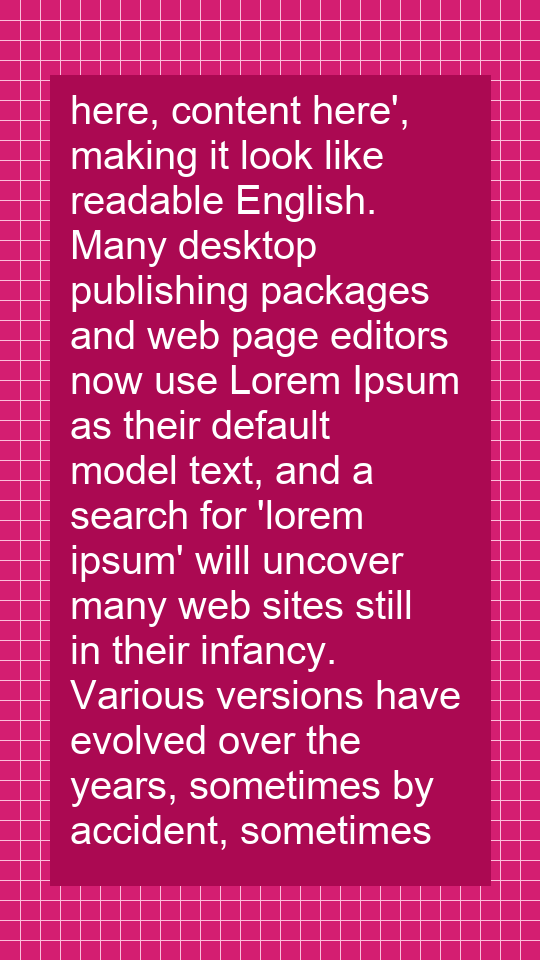 here, content here',
making it look like
readable English.
Many desktop
publishing packages
and web page editors
now use Lorem Ipsum
as their default
model text, and a
search for 'lorem
ipsum' will uncover
many web sites still
in their infancy.
Various versions have
evolved over the
years, sometimes by
accident, sometimes